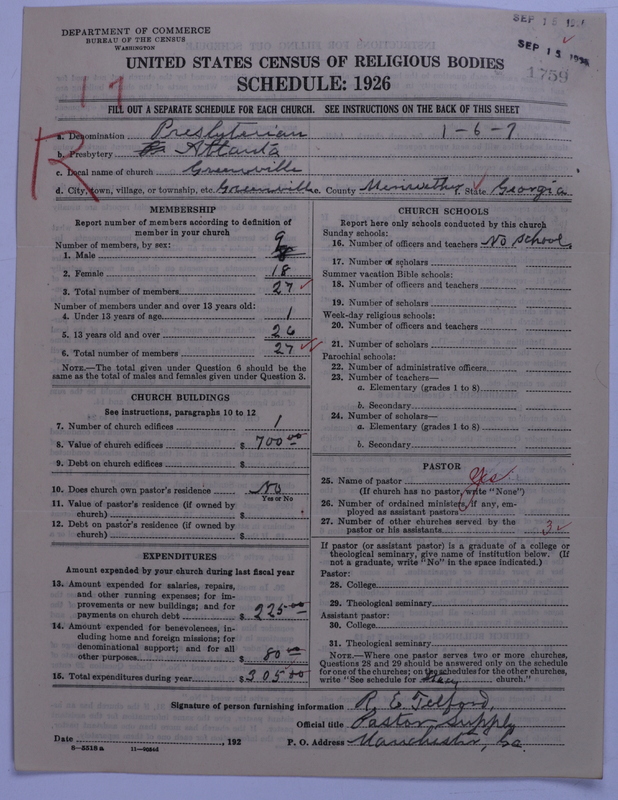 DEPARTMENT OF COMMERCE
BUREAU OF THE CENSUS
WASHINGTON
SEP 15
SEP 15 1926
1759
UNITED STATES CENSUS OF RELIGIOUS BODIES
SCHEDULE: 1926
17
FILL OUT A SEPARATE SCHEDULE FOR EACH CHURCH. SEE INSTRUCTIONS ON THE BACK OF THIS SHEET
R
a. Denomination Presbyterian 1-6-7
b. Presbytery Atlanta
c. Local name of church Greenville
d. City, town, village, or township, etc. Greenville e. County Meriwether f. State Georgia
MEMBERSHIP
Report number of members according to definition of
member in your church
Number of members, by sex:
1. Male 9
2. Female 18
3. Total number of members 27
Number of members under and over 13 years old:
4. Under 13 years of age 1
5. 13 years old and over 26
6. Total number of members 27
NOTE.—The total given under Question 6 should be the
same as the total of males and females given under Question 3.
CHURCH BUILDINGS
See instructions, paragraphs 10 to 12
7. Number of church edifices 1
8. Value of church edifices $ 700 00
9. Debt on church edifices $
10. Does church own pastor's residence No
Yes or No
11. Value of pastor's residence (if owned by
church) $
12. Debt on pastor's residence (if owned by
church) $
EXPENDITURES
Amount expended by your church during last fiscal year
13. Amount expended for salaries, repairs,
and other running expenses; for im-
provements or new buildings; and for
payments on church debt $ 225 00
14. Amount expended for benevolences, in-
cluding home and foreign missions; for
denominational support; and for all
other purposes $ 80 00
15. Total expenditures during year $ 205 00
CHURCH SCHOOLS
Report here only schools conducted by this church
Sunday schools:
16. Number of officers and teachers No School
17. Number of scholars
Summer vacation Bible schools:
18. Number of officers and teachers
19. Number of scholars
Week-day religious schools:
20. Number of officers and teachers
21. Number of scholars
Parochial schools:
22. Number of administrative officers
23. Number of teachers—
a. Elementary (grades 1 to 8)
b. Secondary
24. Number of scholars—
a. Elementary (grades 1 to 8)
b. Secondary
PASTOR
25. Name of pastor Yes
(If church has no pastor, write "None")
26. Number of ordained ministers, if any, em-
ployed as assistant pastors
27. Number of other churches served by the
pastor or his assistants 3
If pastor (or assistant pastor) is a graduate of a college or
theological seminary, give name of institution below. (If
not a graduate, write "No" in the space indicated.)
Pastor:
28. College
29. Theological seminary
Assistant pastor:
30. College
31. Theological seminary
NOTE.—Where one pastor serves two or more churches,
Questions 28 and 29 should be answered only on the schedule
for one of the churches; on the schedules for the other churches,
write "See schedule for church."
Signature of person furnishing information R. E. Telford,
Official title Pastor Supply
Date , 192 P. O. Address Manchester, Ga.
8-5518 a 11-9054d